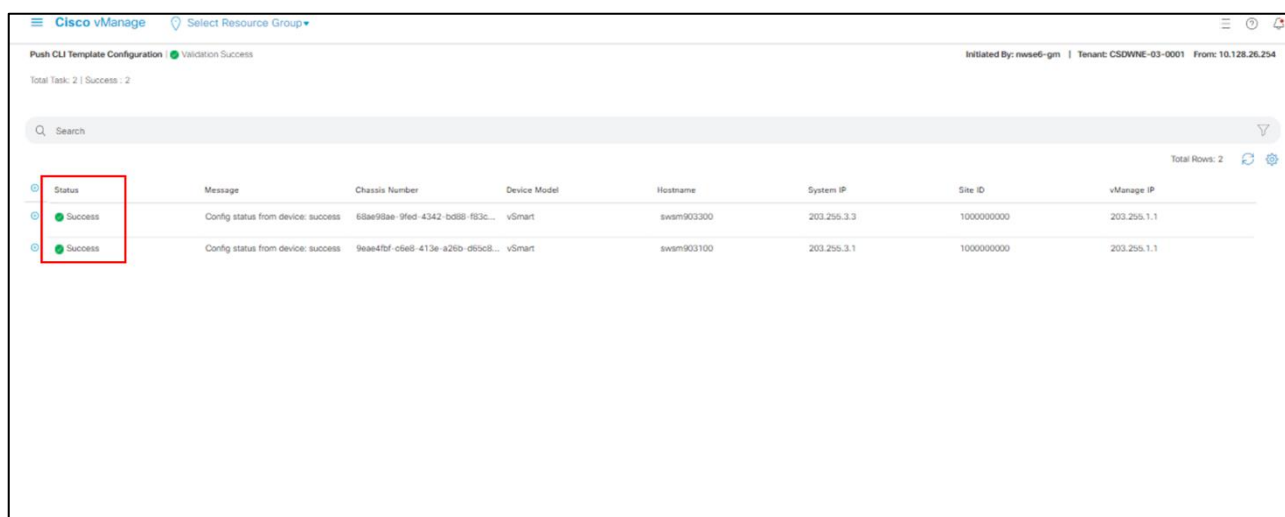 Cisco vManage Select Resource Group
Push CLI Template Configuration | Validation Success Initiated By: nwse6-gm | Tenant: CSDWNE-03-0001 From: 10.128.26.254
Total Task: 2 | Success : 2
Search
Total Rows: 2
Status Message Chassis Number Device Model Hostname System IP Site ID vManage IP
Success Config status from device: success 68ae98ae-9fed-4342-bd88-f83c... vSmart swsm903300 203.255.3.3 1000000000 203.255.1.1
Success Config status from device: success 9eae4fbf-c6e8-413e-a26b-d65c8... vSmart swsm903100 203.255.3.1 1000000000 203.255.1.1